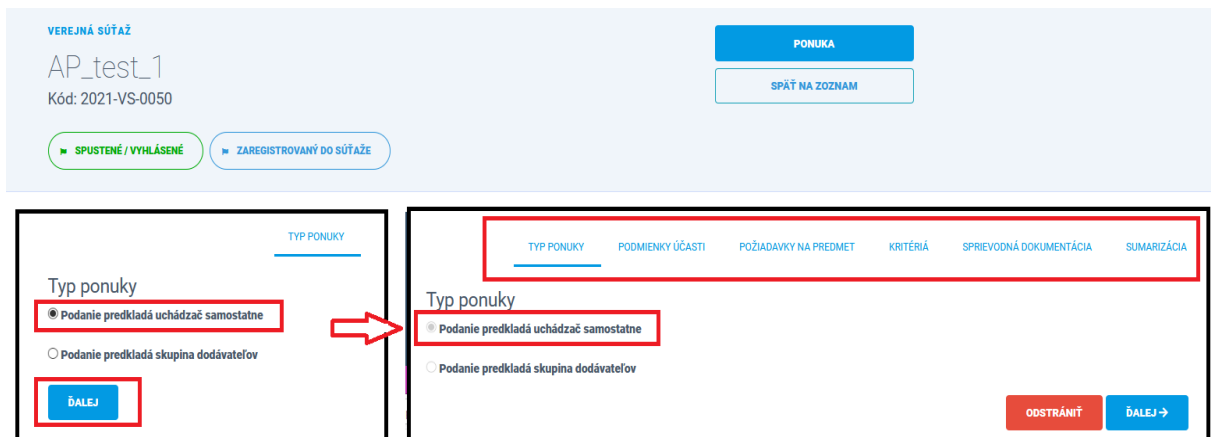 VEREJNÁ SÚŤAŽ
AP_test_1
Kód: 2021-VS-0050
SPUSTENÉ / VYHLÁSENÉ
ZAREGISTROVANÝ DO SÚŤAŽE
PONUKA
SPÄŤ NA ZOZNAM
TYP PONUKY
Typ ponuky
Podanie predkladá uchádzač samostatne
Podanie predkladá skupina dodávateľov
ĎALEJ
TYP PONUKY PODMIENKY ÚČASTI POŽIADAVKY NA PREDMET KRITÉRIÁ SPRIEVODNÁ DOKUMENTÁCIA SUMARIZÁCIA
Typ ponuky
Podanie predkladá uchádzač samostatne
Podanie predkladá skupina dodávateľov
ODSTRÁNIŤ ĎALEJ →